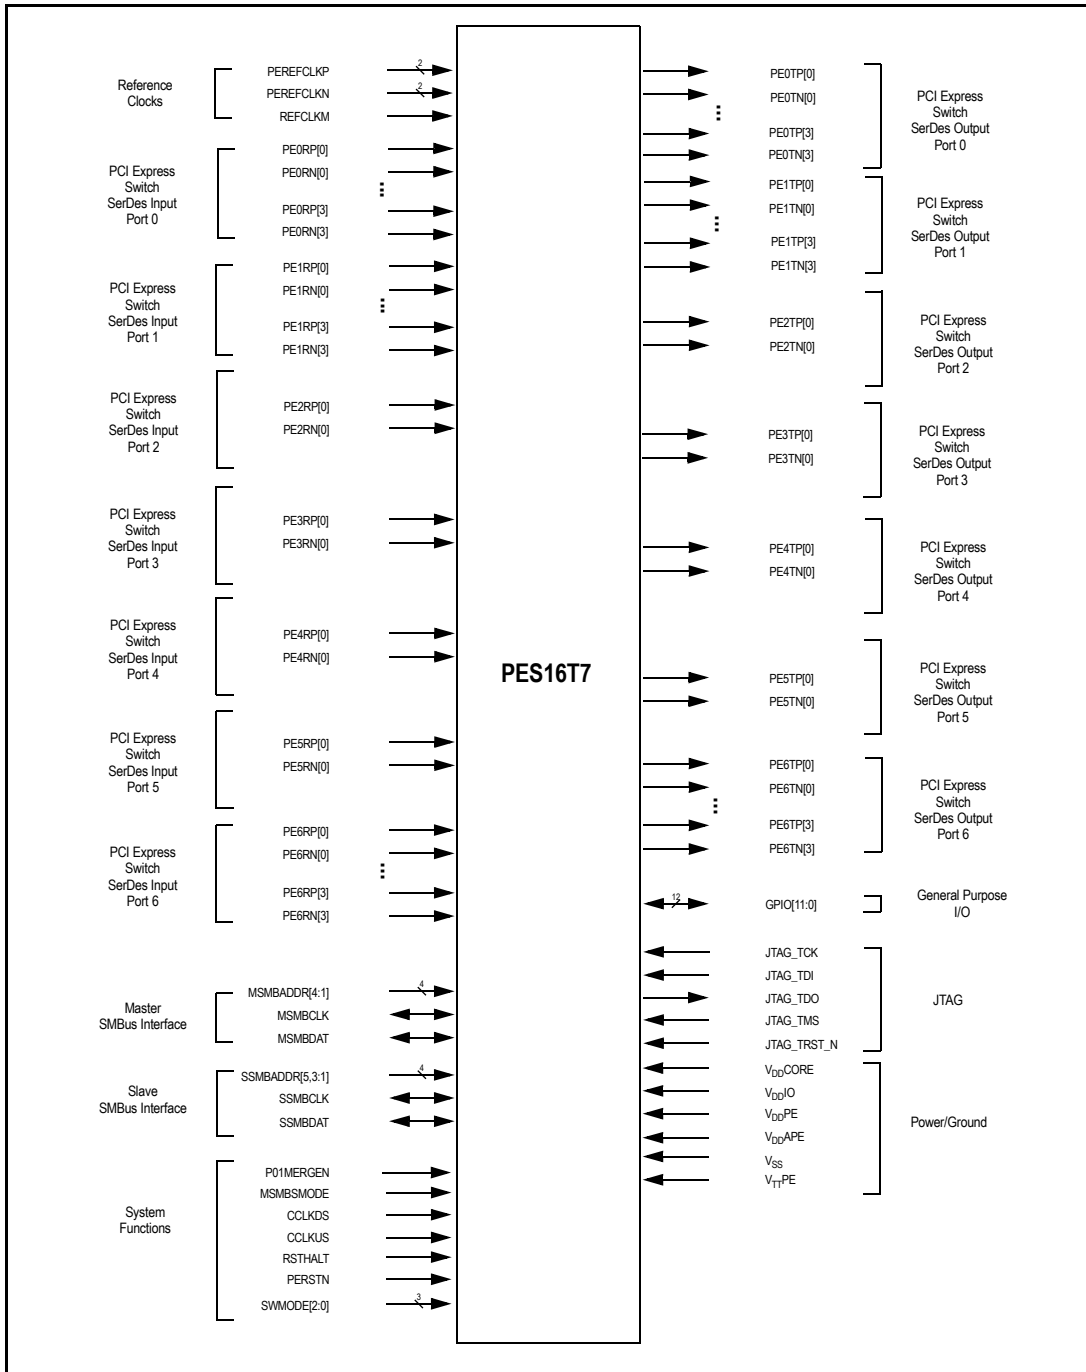 Reference
Clocks
PEREFCLKP
2
PEREFCLKN
2
REFCLKM
PCI Express
Switch
SerDes Input
Port 0
PE0RP[0]
PE0RN[0]
PE0RP[3]
PE0RN[3]
PCI Express
Switch
SerDes Input
Port 1
PE1RP[0]
PE1RN[0]
PE1RP[3]
PE1RN[3]
PCI Express
Switch
SerDes Input
Port 2
PE2RP[0]
PE2RN[0]
PCI Express
Switch
SerDes Input
Port 3
PE3RP[0]
PE3RN[0]
PCI Express
Switch
SerDes Input
Port 4
PE4RP[0]
PE4RN[0]
PCI Express
Switch
SerDes Input
Port 5
PE5RP[0]
PE5RN[0]
PCI Express
Switch
SerDes Input
Port 6
PE6RP[0]
PE6RN[0]
PE6RP[3]
PE6RN[3]
Master
SMBus Interface
MSMBADDR[4:1]
4
MSMBCLK
MSMBDAT
Slave
SMBus Interface
SSMBADDR[5,3:1]
4
SSMBCLK
SSMBDAT
System
Functions
P01MERGEN
MSMBSMODE
CCLKDS
CCLKUS
RSTHALT
PERSTN
SWMODE[2:0]
3
PES16T7
PE0TP[0]
PE0TN[0]
PE0TP[3]
PE0TN[3]
PCI Express
Switch
SerDes Output
Port 0
PE1TP[0]
PE1TN[0]
PE1TP[3]
PE1TN[3]
PCI Express
Switch
SerDes Output
Port 1
PE2TP[0]
PE2TN[0]
PCI Express
Switch
SerDes Output
Port 2
PE3TP[0]
PE3TN[0]
PCI Express
Switch
SerDes Output
Port 3
PE4TP[0]
PE4TN[0]
PCI Express
Switch
SerDes Output
Port 4
PE5TP[0]
PE5TN[0]
PCI Express
Switch
SerDes Output
Port 5
PE6TP[0]
PE6TN[0]
PE6TP[3]
PE6TN[3]
PCI Express
Switch
SerDes Output
Port 6
12
GPIO[11:0]
General Purpose
I/O
JTAG_TCK
JTAG_TDI
JTAG_TDO
JTAG_TMS
JTAG_TRST_N
JTAG
VDDCORE
VDDIO
VDDPE
VDDAPE
VSS
VTTPE
Power/Ground